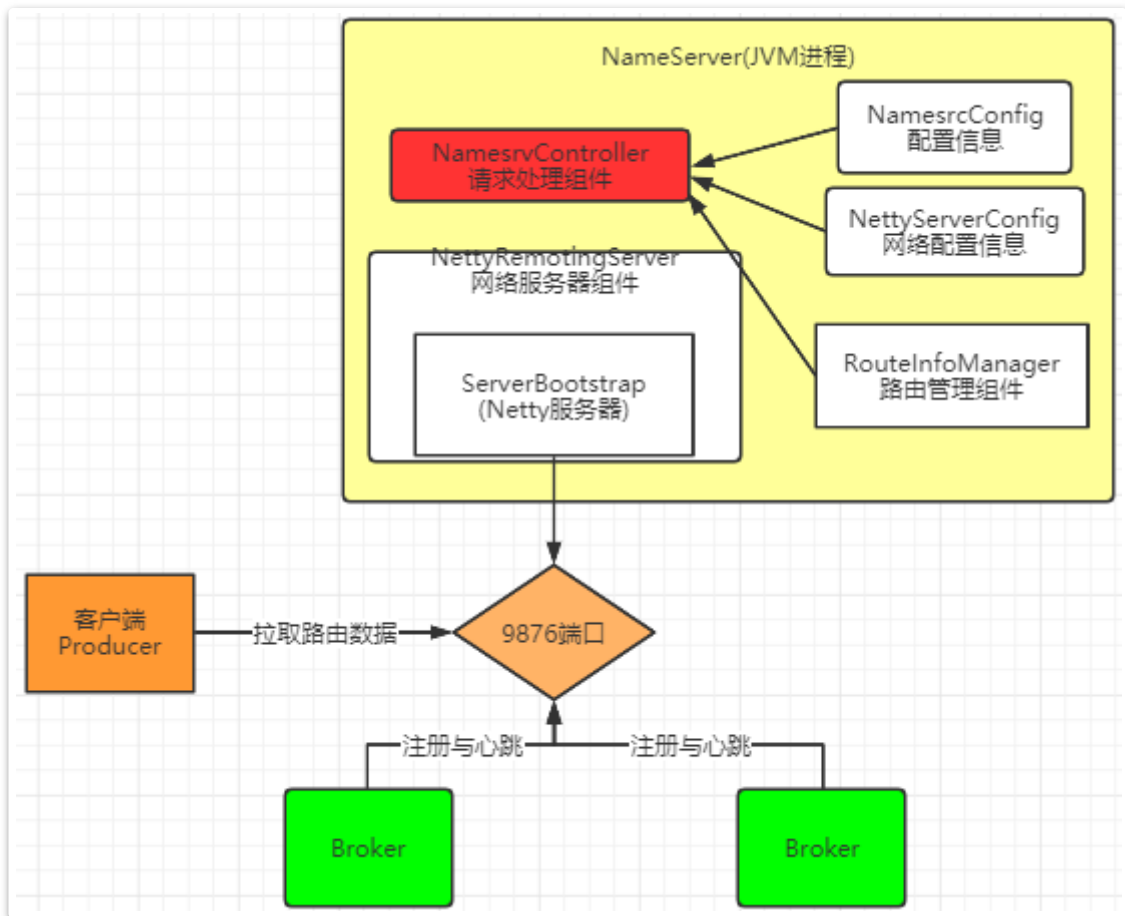 NameServer(JVM进程)
NamesrcConfig
配置信息
NamesrvController
请求处理组件
NettyServerConfig
网络配置信息
NettyRemotingServer
网络服务器组件
RouteInfoManager
路由管理组件
ServerBootstrap
(Netty服务器)
客户端
Producer
拉取路由数据
9876端口
注册与心跳
注册与心跳
Broker
Broker